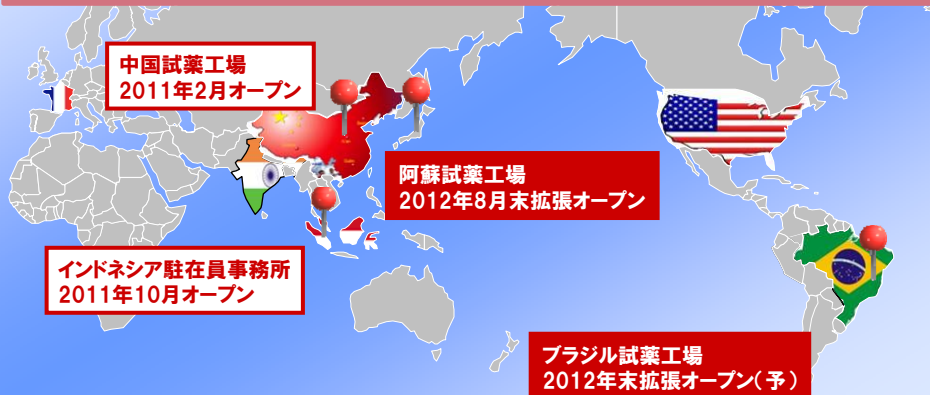 中国試薬工場
2011年2月オープン
阿蘇試薬工場
2012年8月末拡張オープン
インドネシア駐在員事務所
2011年10月オープン
ブラジル試薬工場
2012年末拡張オープン(予)